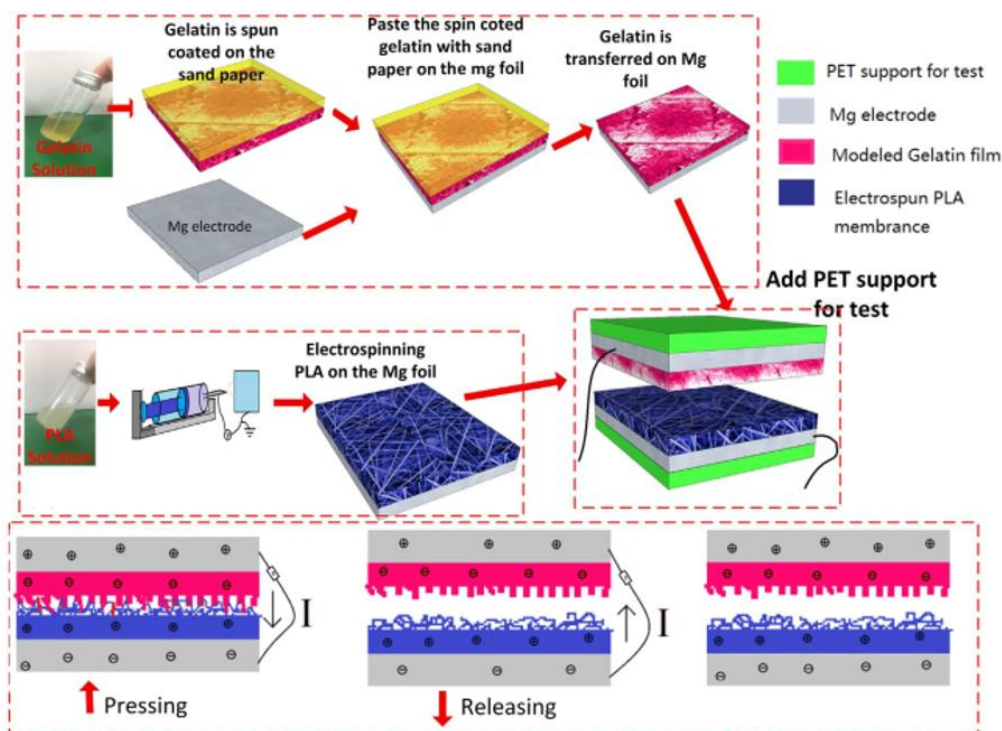 Gelatin is spun
coated on the
sand paper
Paste the spin coted
gelatin with sand
paper on the mg foil
Gelatin is
transferred on Mg
foil
Gelatin
Solution
Mg electrode
PET support for test
Mg electrode
Modeled Gelatin film
Electrospun PLA
membrance
Add PET support
for test
Electrospinning
PLA on the Mg foil
PLA
Solution
I
I
Pressing
Releasing